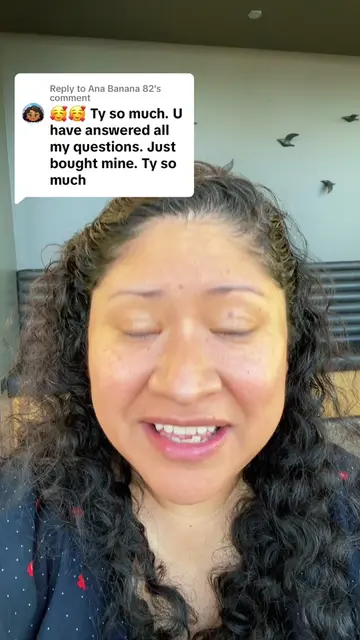 Reply to Ana Banana 82's
comment
🥰🥰 Ty so much. U
have answered all
my questions. Just
bought mine. Ty so
much